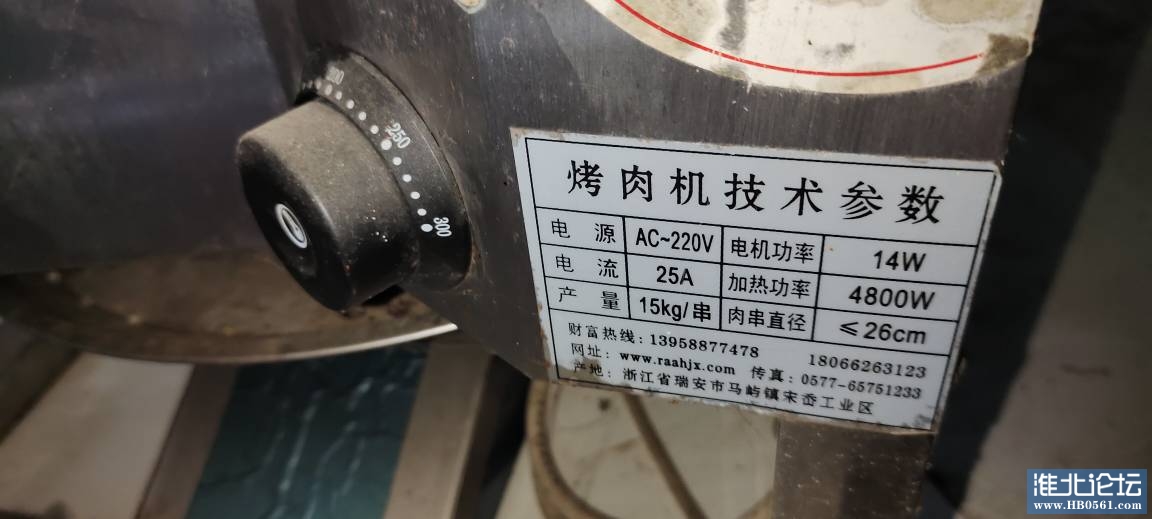 250
300
烤肉机技术参数
电 源 AC~220V 电机功率 14W
电 流 25A 加热功率 4800W
产 量 15kg/串 肉串直径 ≤26cm
财富热线: 13958877478 18066263123
网址: www.raahjx.com 传真: 0577-65751233
产地: 浙江省瑞安市马屿镇宋岙工业区
淮北论坛
www.HB0561.com